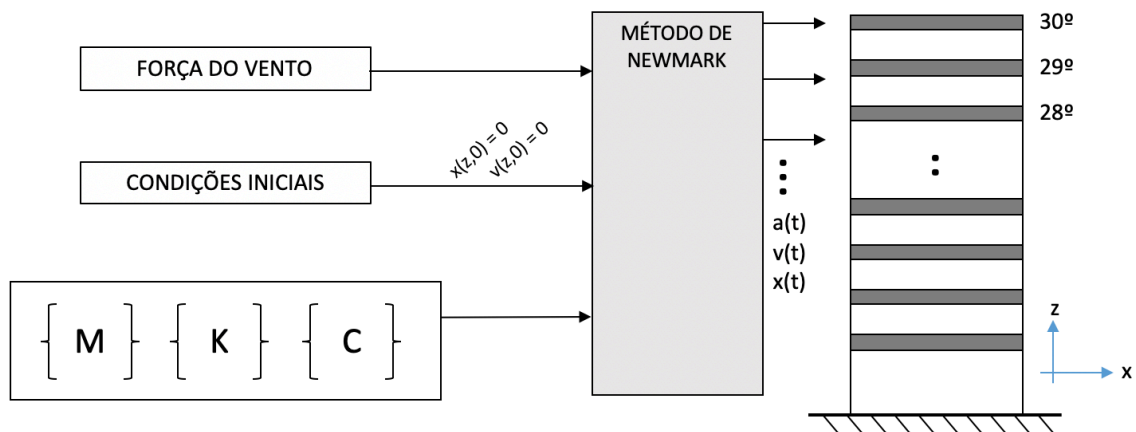 FORÇA DO VENTO
CONDIÇÕES INICIAIS
x(z,0) = 0
v(z,0) = 0
M
K
C
MÉTODO DE
NEWMARK
a(t)
v(t)
x(t)
30º
29º
28º
z
x